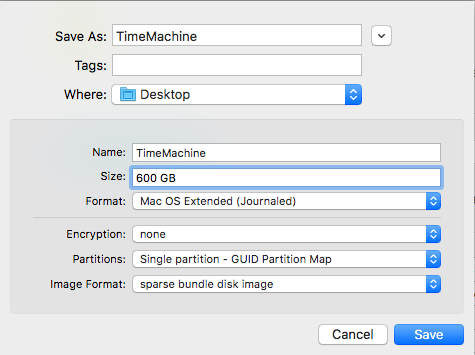 Save As: TimeMachine
Tags:
Where: Desktop
Name: TimeMachine
Size: 600 GB
Format: Mac OS Extended (Journaled)
Encryption: none
Partitions: Single partition - GUID Partition Map
Image Format: sparse bundle disk image
Cancel Save